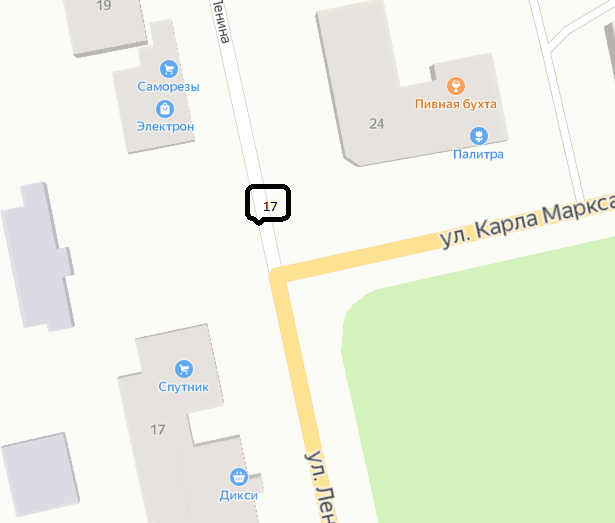 19
Ленина
Саморезы
Электрон
Пивная бухта
24
Палитра
17
ул. Карла Маркса
Спутник
17
Дикси
ул. Лен